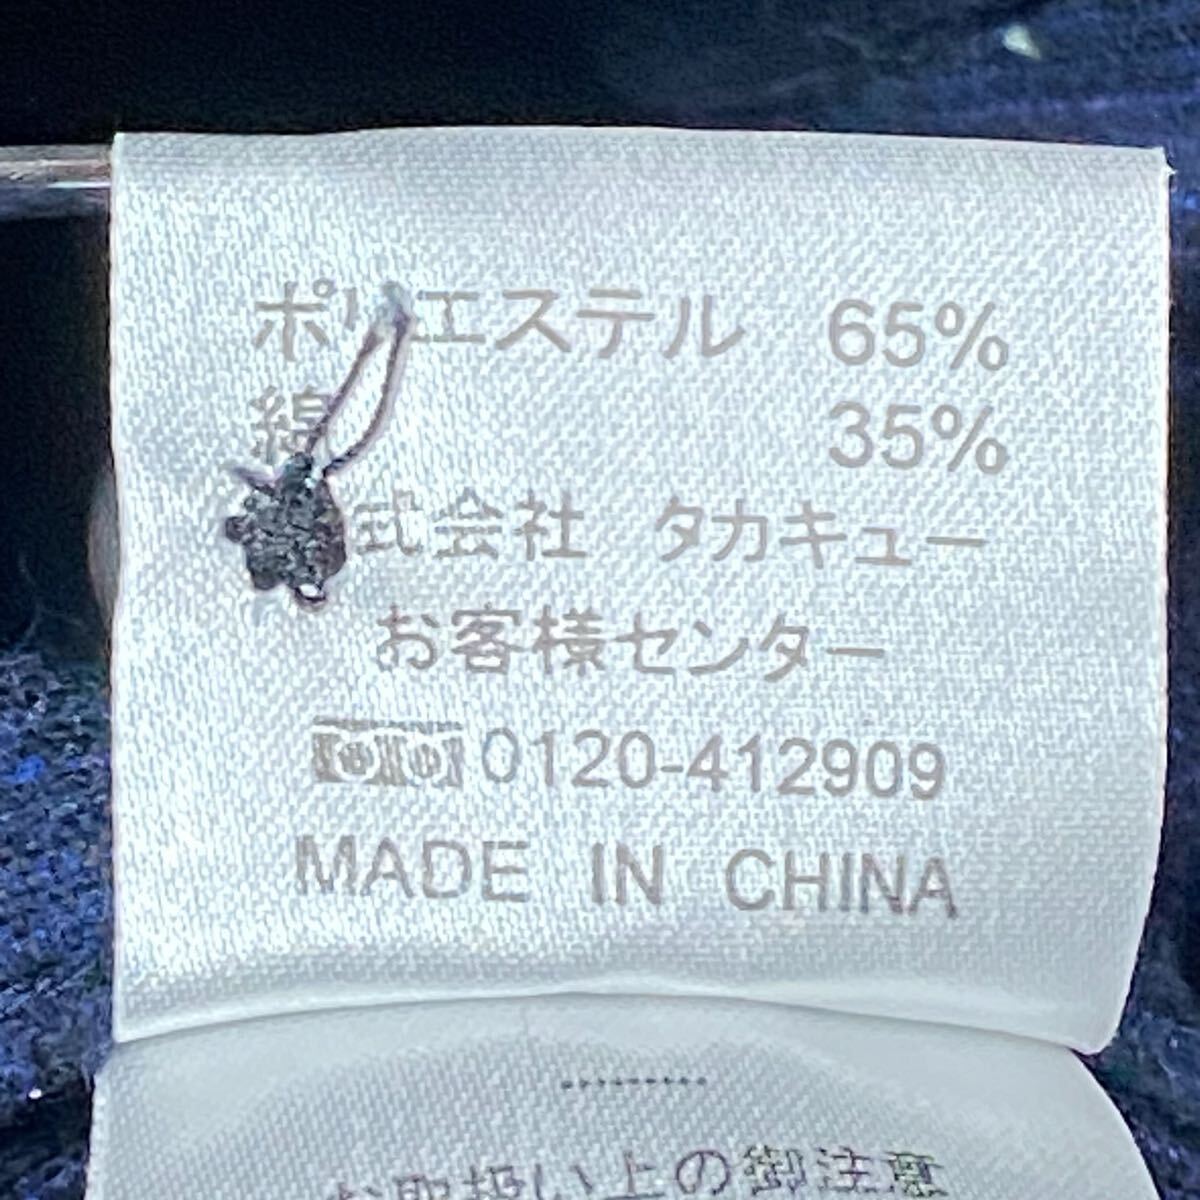 ポリエステル 65%
綿 35%
式会社 タカキュー
お客様センター
0120-412909
MADE IN CHINA
お取扱い上の御注意